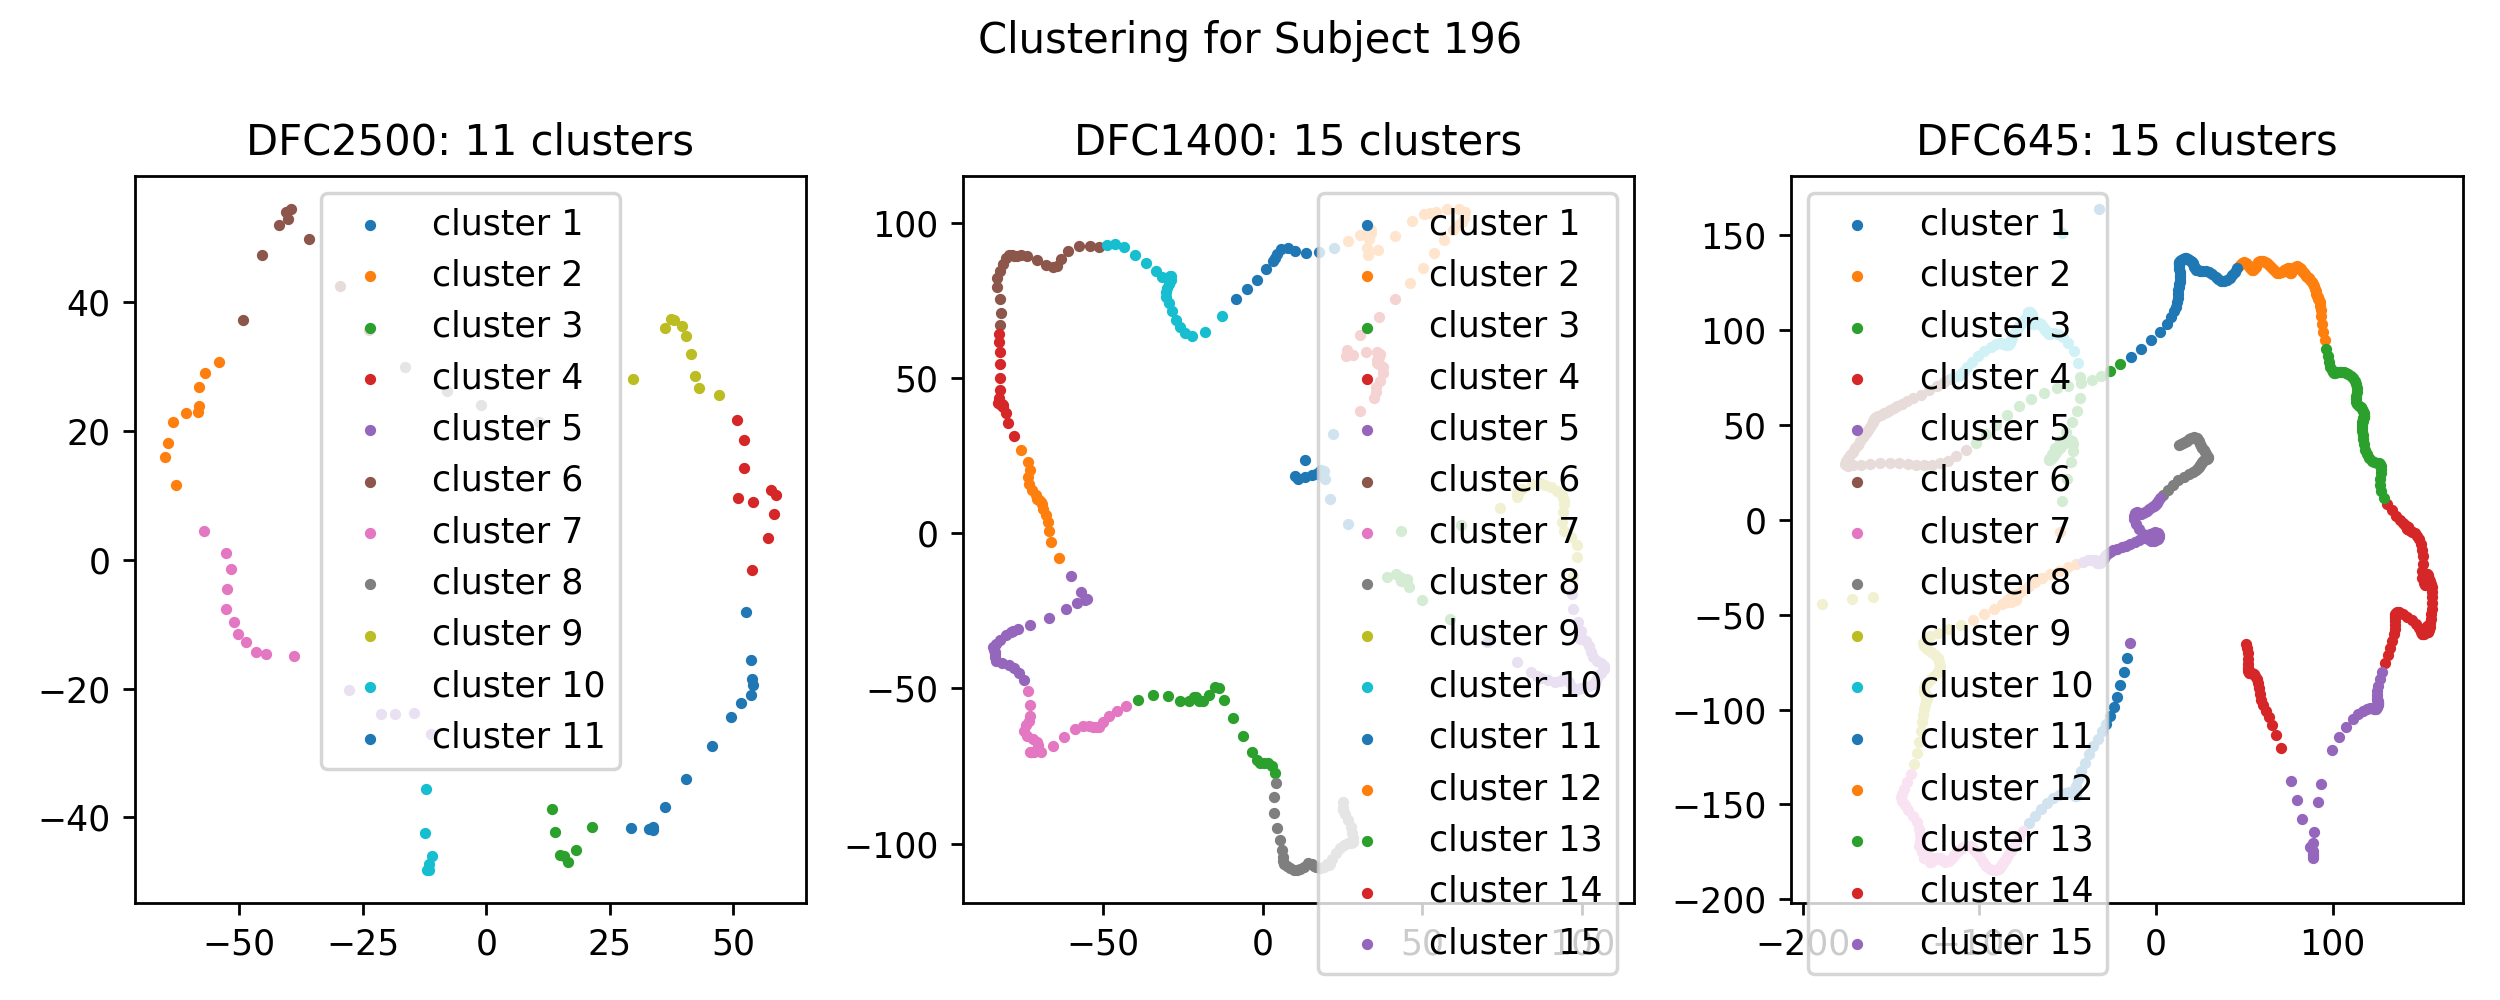 Clustering for Subject 196
DFC2500: 11 clusters
40
20
0
−20
−40
−50
−25
0
25
50
cluster 1
cluster 2
cluster 3
cluster 4
cluster 5
cluster 6
cluster 7
cluster 8
cluster 9
cluster 10
cluster 11
DFC1400: 15 clusters
100
50
0
−50
−100
−50
0
50
100
cluster 1
cluster 2
cluster 3
cluster 4
cluster 5
cluster 6
cluster 7
cluster 8
cluster 9
cluster 10
cluster 11
cluster 12
cluster 13
cluster 14
cluster 15
DFC645: 15 clusters
150
100
50
0
−50
−100
−150
−200
−200
−100
0
100
cluster 1
cluster 2
cluster 3
cluster 4
cluster 5
cluster 6
cluster 7
cluster 8
cluster 9
cluster 10
cluster 11
cluster 12
cluster 13
cluster 14
cluster 15